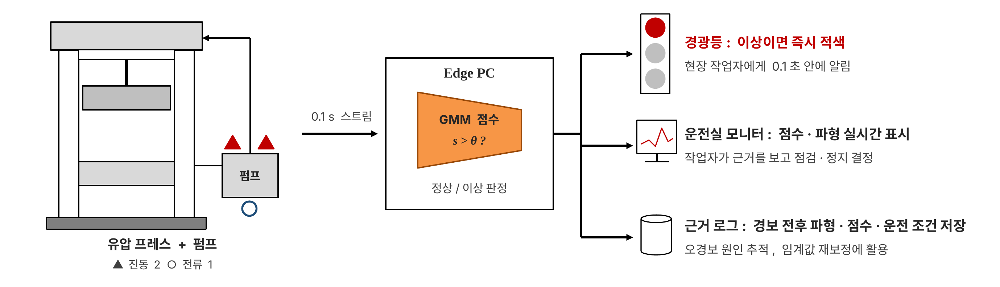 펌프
유압 프레스 + 펌프
▲ 진동 2 ○ 전류 1
0.1 s 스트림
Edge PC
GMM 점수
s > θ ?
정상 / 이상 판정
경광등 : 이상이면 즉시 적색
현장 작업자에게 0.1 초 안에 알림
운전실 모니터 : 점수 · 파형 실시간 표시
작업자가 근거를 보고 점검 · 정지 결정
근거 로그 : 경보 전후 파형 · 점수 · 운전 조건 저장
오경보 원인 추적 , 임계값 재보정에 활용